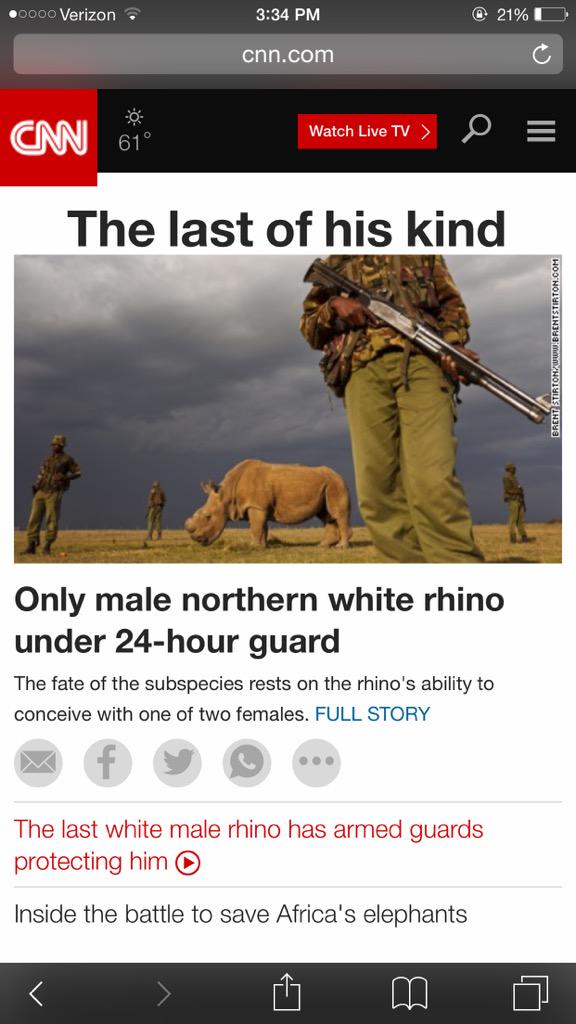 Verizon 3:34 PM 21%
cnn.com
CNN 61° Watch Live TV
The last of his kind
BRENT STIRTON/WWW.BRENTSTIRTON.COM
Only male northern white rhino
under 24-hour guard
The fate of the subspecies rests on the rhino's ability to
conceive with one of two females. FULL STORY
The last white male rhino has armed guards
protecting him
Inside the battle to save Africa's elephants